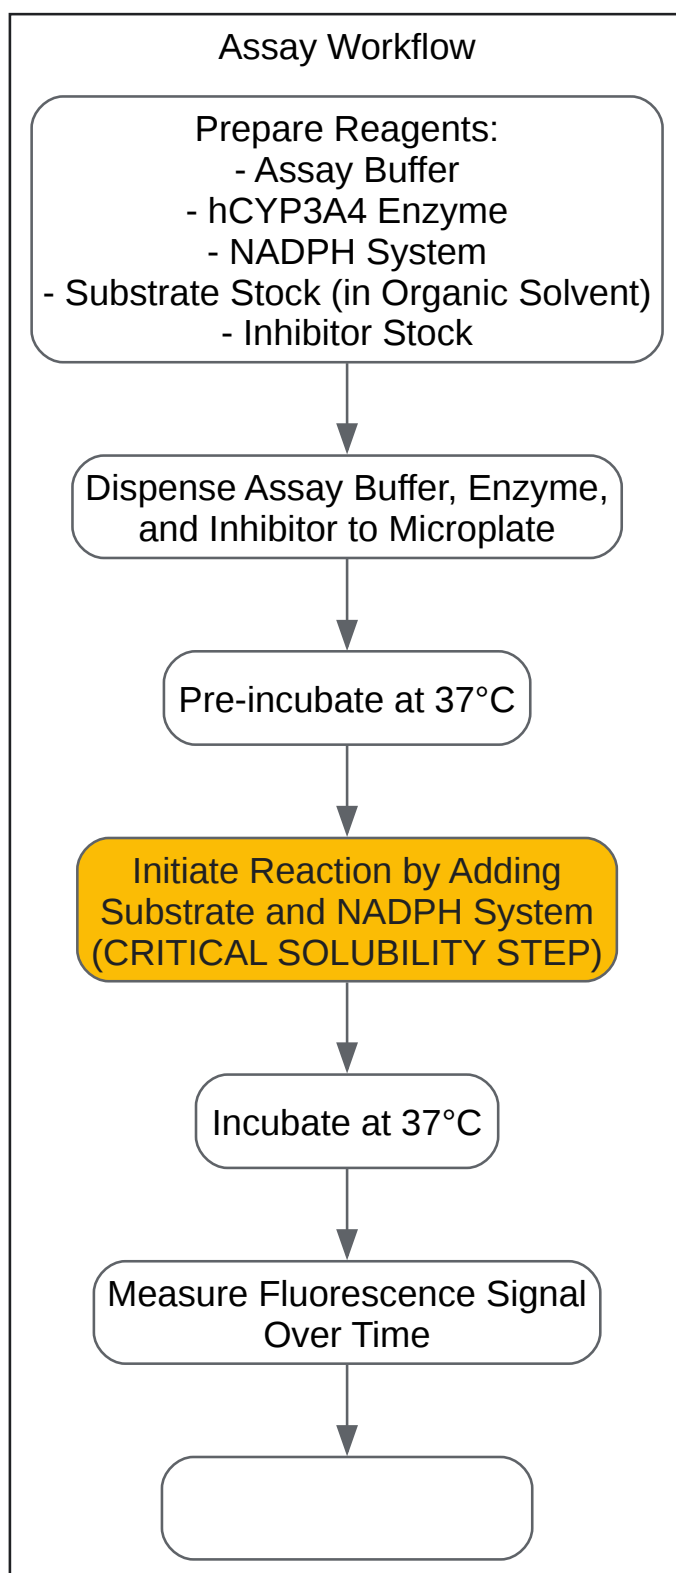 Assay Workflow
Prepare Reagents:
- Assay Buffer
- hCYP3A4 Enzyme
- NADPH System
- Substrate Stock (in Organic Solvent)
- Inhibitor Stock
Dispense Assay Buffer, Enzyme,
and Inhibitor to Microplate
Pre-incubate at 37°C
Initiate Reaction by Adding
Substrate and NADPH System
(CRITICAL SOLUBILITY STEP)
Incubate at 37°C
Measure Fluorescence Signal
Over Time